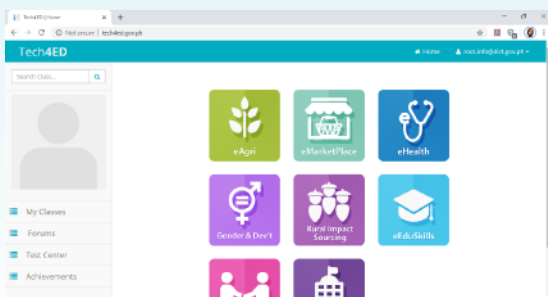 Tech4ED | Home
Not secure | tech4ed.gov.ph
Tech4ED
Home
Search Class...
eAgri
eMarketPlace
eHealth
Gender & Dev't
Rural Impact
Sourcing
eEduSkills
My Classes
Forums
Test Center
Achievements